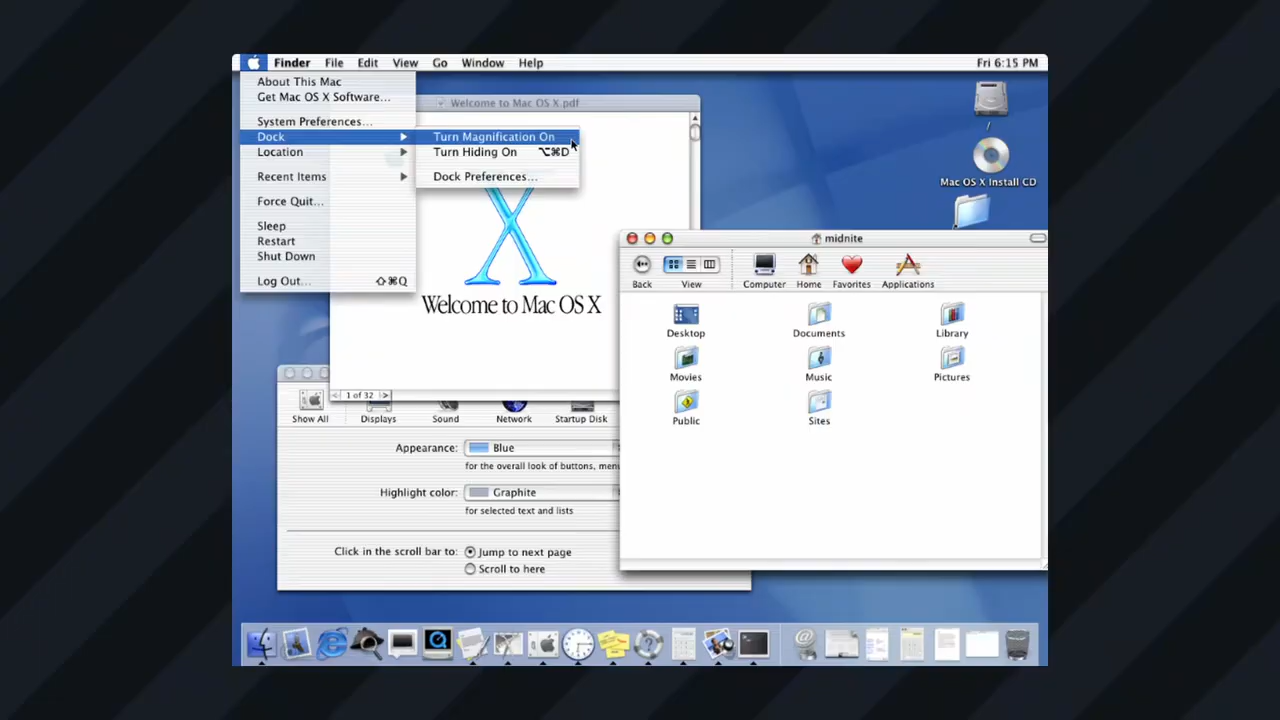 Finder File Edit View Go Window Help Fri 6:15 PM
About This Mac
Get Mac OS X Software...
System Preferences...
Dock
Location
Recent Items
Force Quit...
Sleep
Restart
Shut Down
Log Out... ⇧⌘Q
Turn Magnification On
Turn Hiding On ⌥⌘D
Dock Preferences...
Welcome to Mac OS X.pdf
X
Welcome to Mac OS X
1 of 32
/
Mac OS X Install CD
midnite
Back View Computer Home Favorites Applications
Desktop Documents Library
Movies Music Pictures
Public Sites
Show All Displays Sound Network Startup Disk
Appearance: Blue
for the overall look of buttons, men
Highlight color: Graphite
for selected text and lists
Click in the scroll bar to: Jump to next page
Scroll to here